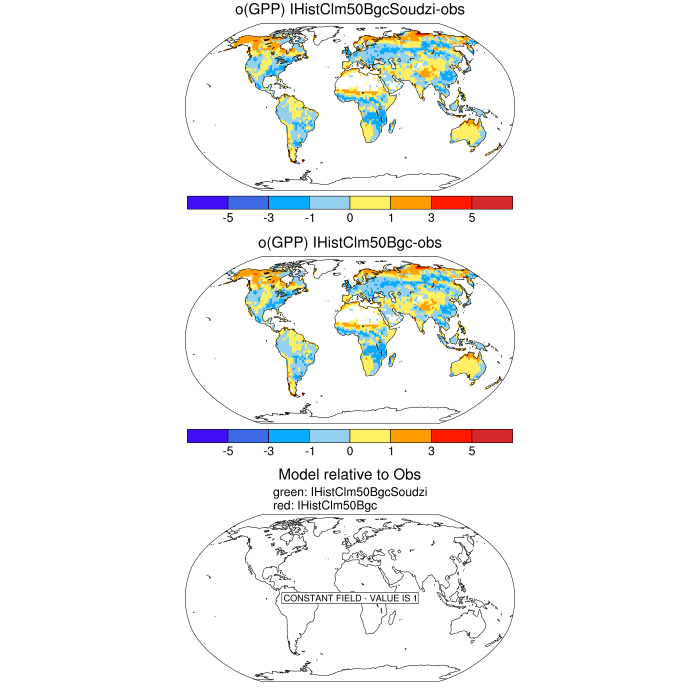 o(GPP) IHistClm50BgcSoudzi-obs
-5 -3 -1 0 1 3 5
o(GPP) IHistClm50Bgc-obs
-5 -3 -1 0 1 3 5
Model relative to Obs
green: IHistClm50BgcSoudzi
red: IHistClm50Bgc
CONSTANT FIELD - VALUE IS 1